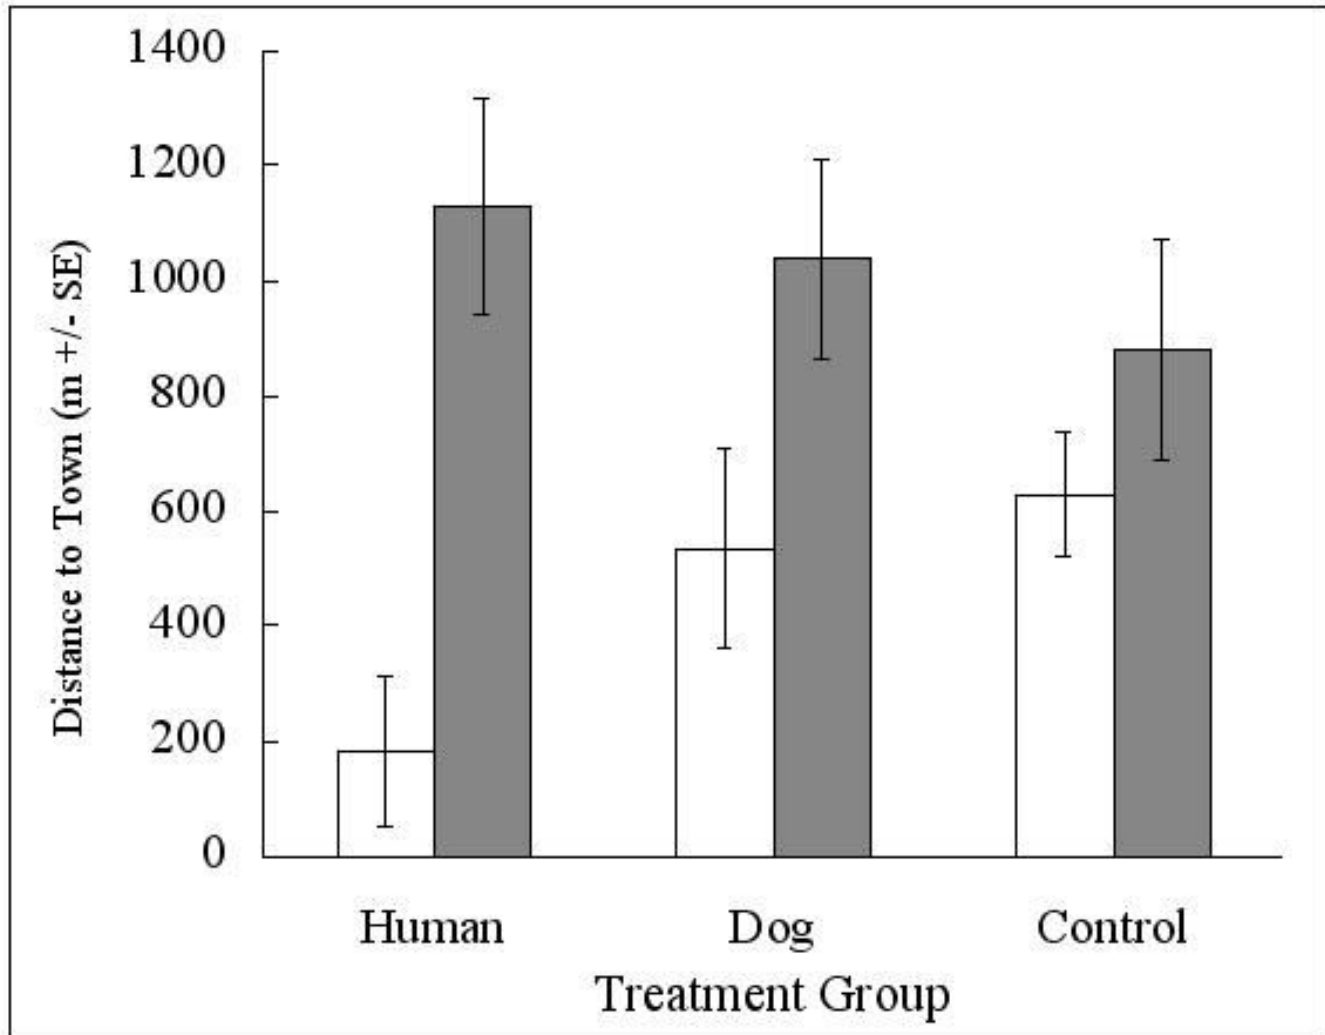 Distance to Town (m +/- SE)
1400
1200
1000
800
600
400
200
0
Human Dog Control
Treatment Group